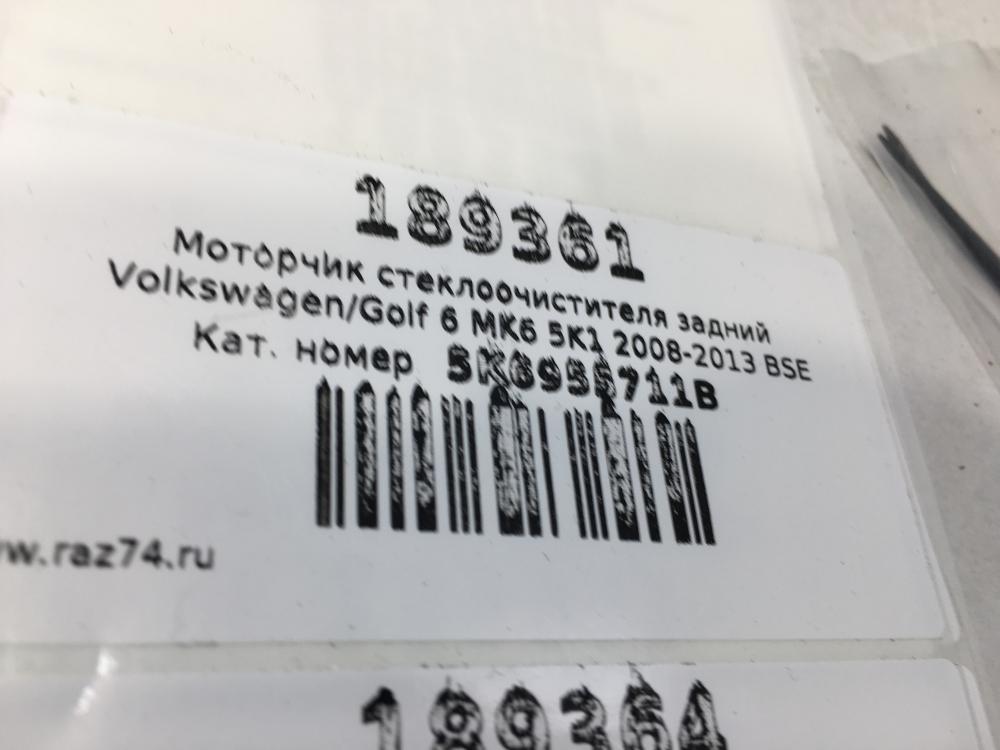 189361
Моторчик стеклоочистителя задний
Volkswagen/Golf 6 MK6 5K1 2008-2013 BSE
Кат. номер 5K6955711B
w.raz74.ru
189364